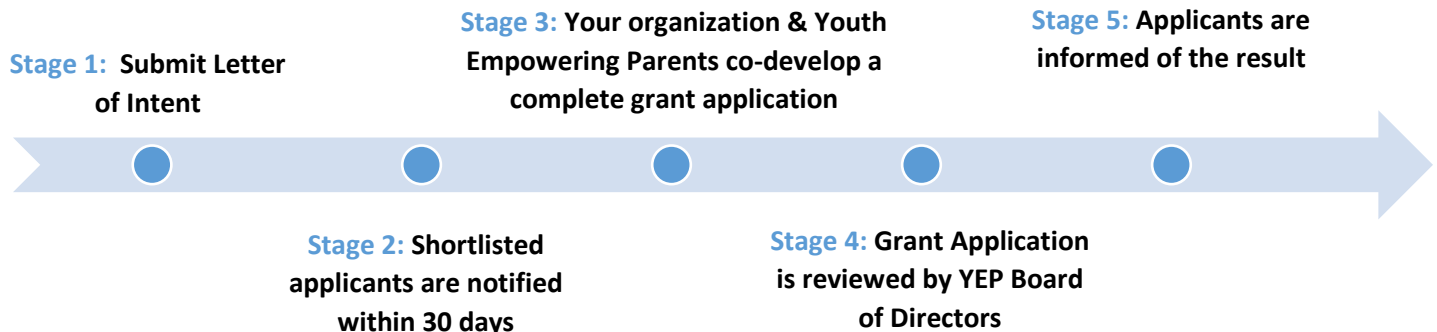 Stage 1: Submit Letter
of Intent
Stage 2: Shortlisted
applicants are notified
within 30 days
Stage 3: Your organization & Youth
Empowering Parents co-develop a
complete grant application
Stage 4: Grant Application
is reviewed by YEP Board
of Directors
Stage 5: Applicants are
informed of the result